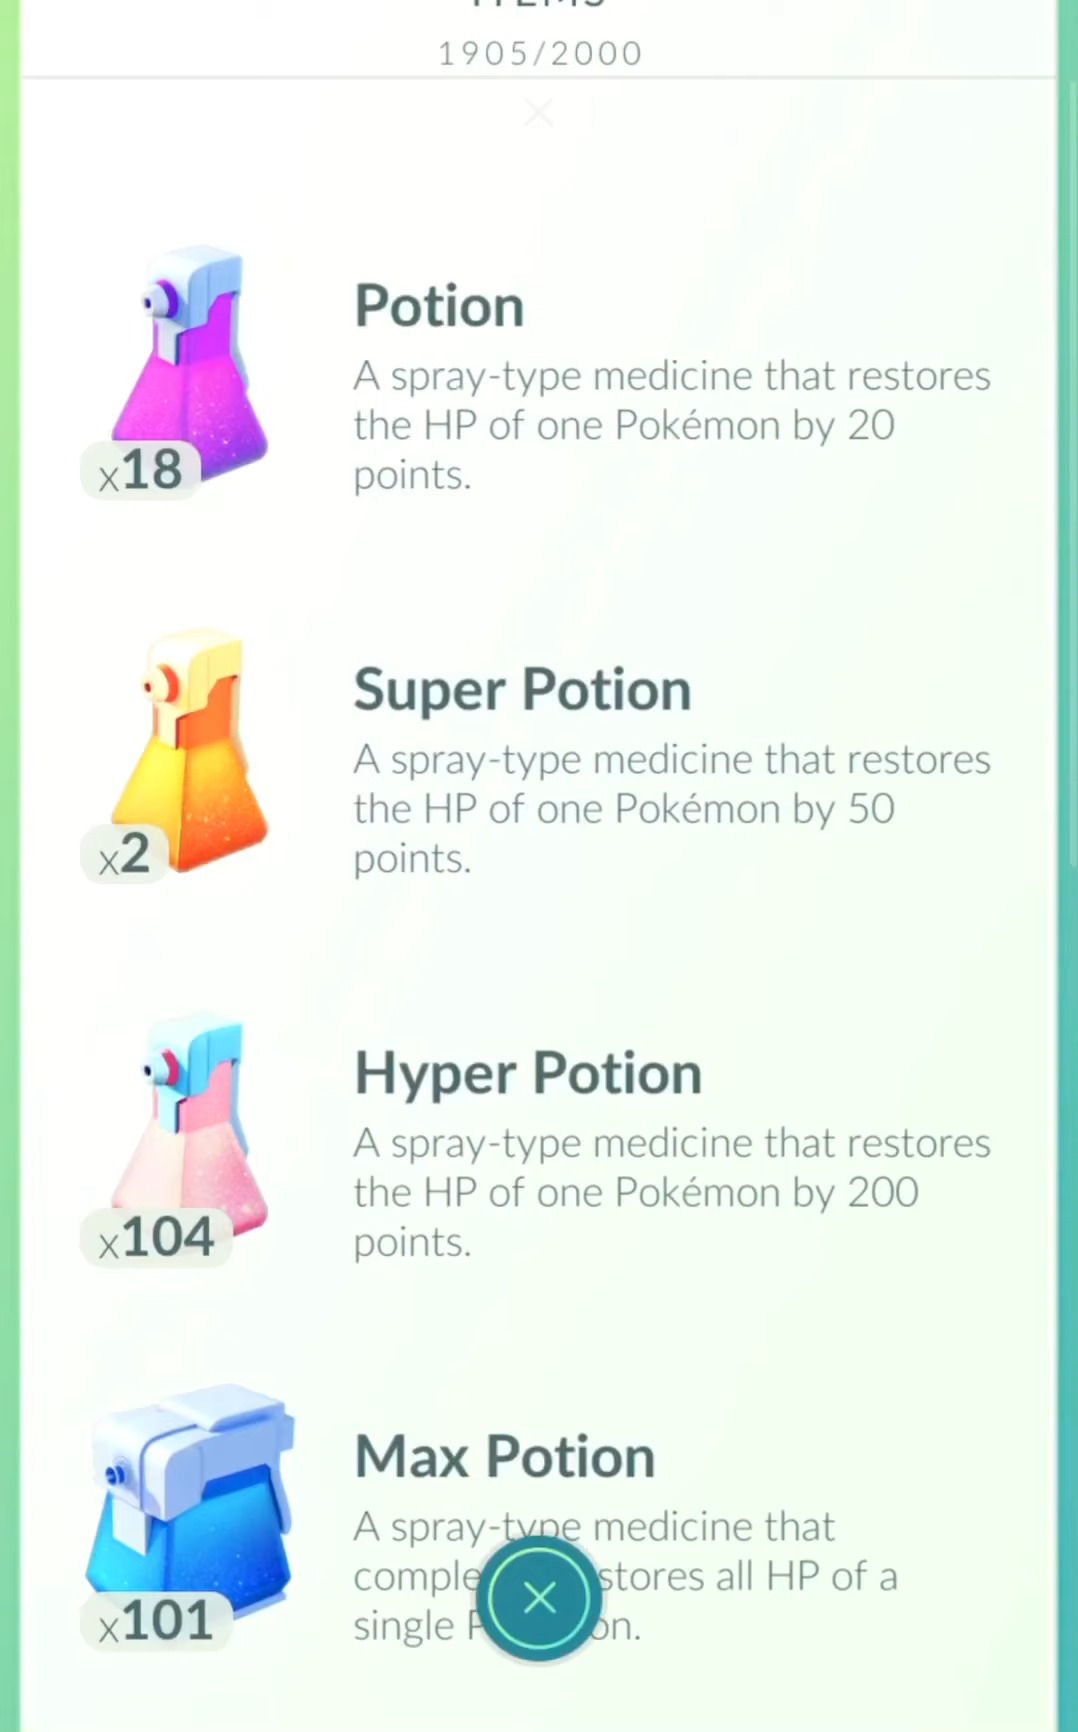 ITEMS
1905/2000
Potion
A spray-type medicine that restores
the HP of one Pokémon by 20
points.
x18
Super Potion
A spray-type medicine that restores
the HP of one Pokémon by 50
points.
x2
Hyper Potion
A spray-type medicine that restores
the HP of one Pokémon by 200
points.
x104
Max Potion
A spray-type medicine that
comple stores all HP of a
single P on.
x101